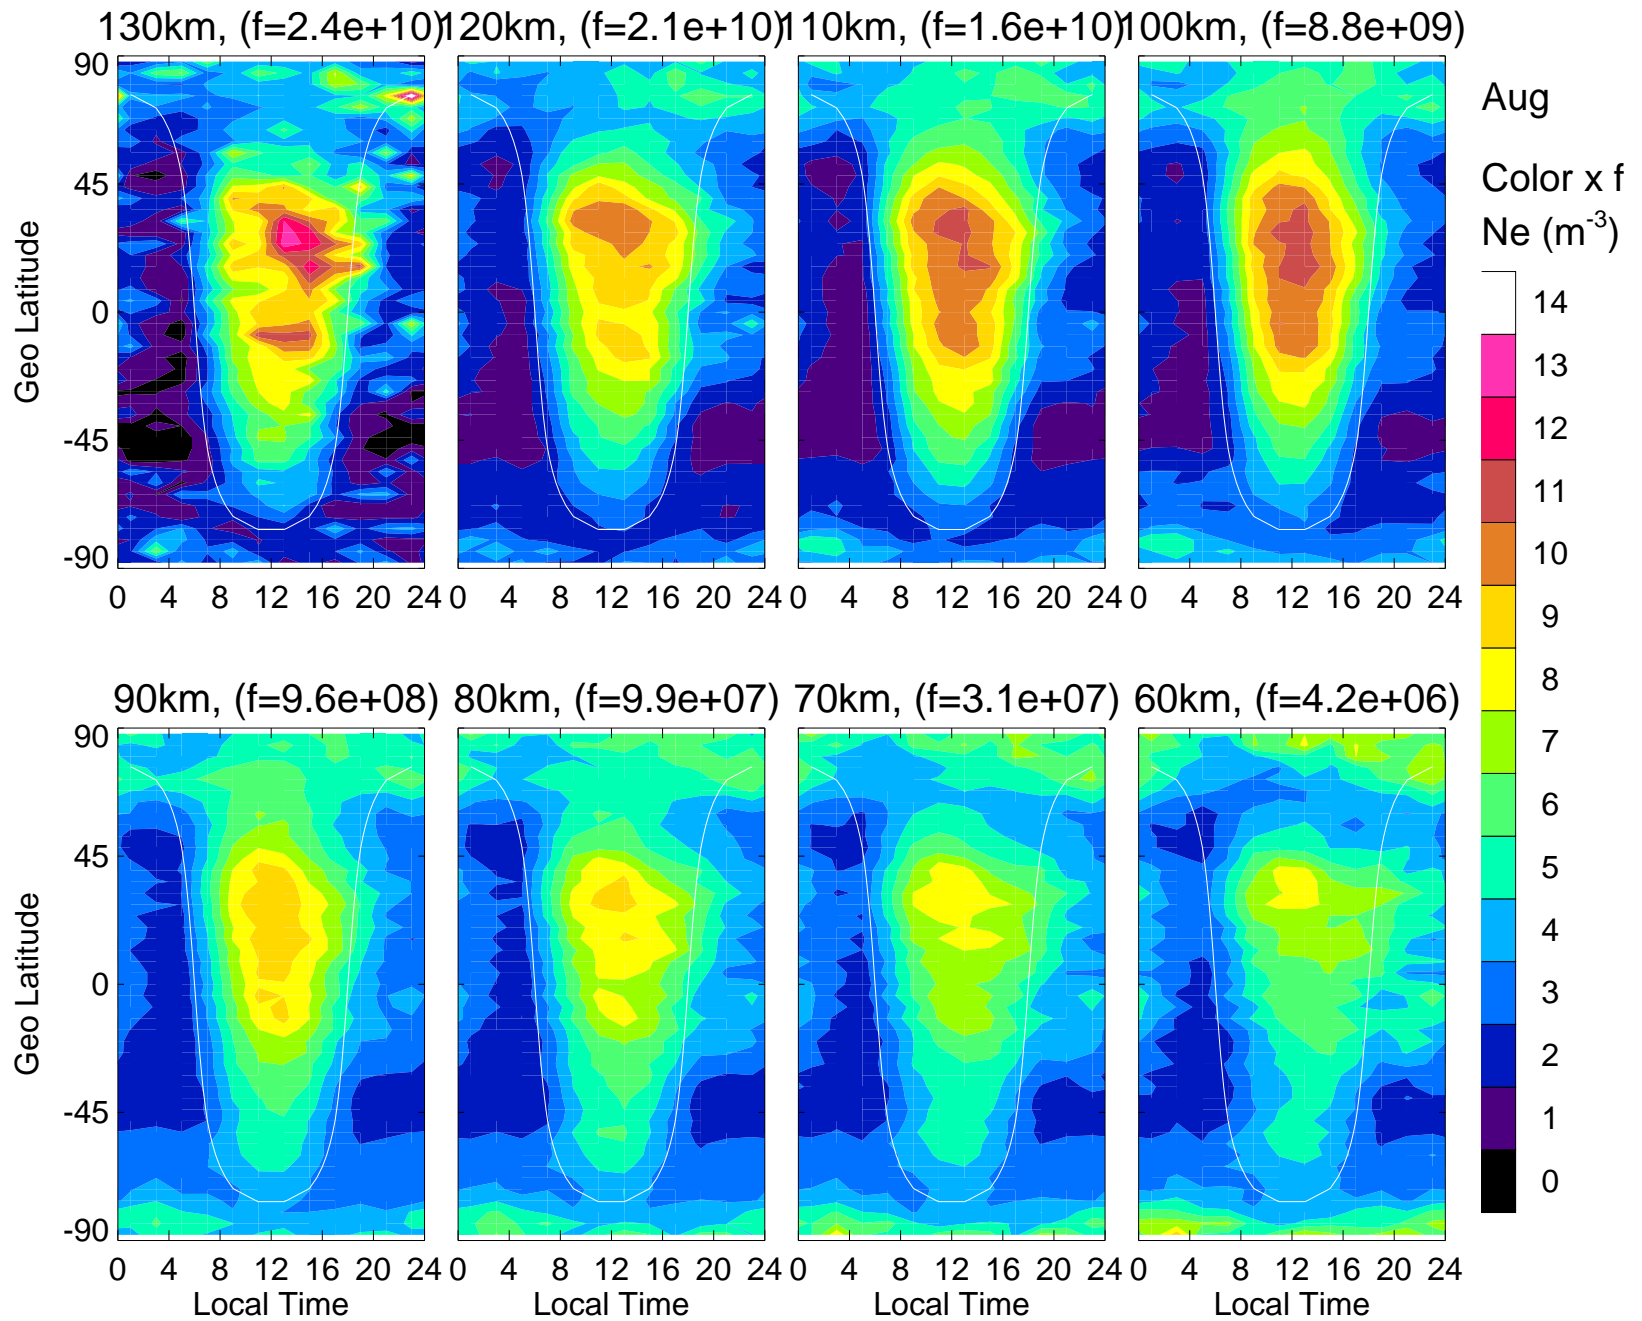 130km, (f=2.4e+10)
120km, (f=2.1e+10)
110km, (f=1.6e+10)
100km, (f=8.8e+09)
Geo Latitude
90
45
0
-45
-90
0 4 8 12 16 20 24
0 4 8 12 16 20 24
0 4 8 12 16 20 24
0 4 8 12 16 20 24
90km, (f=9.6e+08)
80km, (f=9.9e+07)
70km, (f=3.1e+07)
60km, (f=4.2e+06)
Geo Latitude
90
45
0
-45
-90
0 4 8 12 16 20 24
0 4 8 12 16 20 24
0 4 8 12 16 20 24
0 4 8 12 16 20 24
Local Time
Local Time
Local Time
Local Time
Aug
Color x f
Ne (m⁻³)
14
13
12
11
10
9
8
7
6
5
4
3
2
1
0